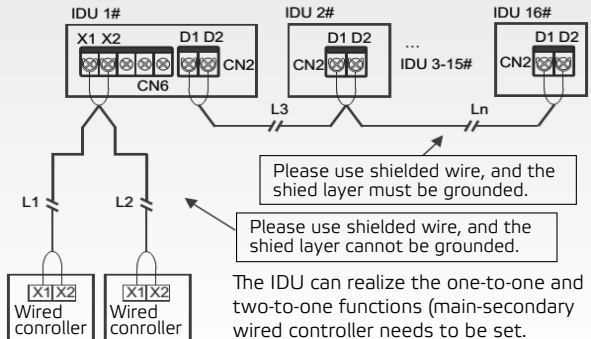 IDU 1#
IDU 2#
IDU 16#
X1 X2
D1 D2
D1 D2
...
D1 D2
CN2
CN2
IDU 3-15#
CN2
CN6
L3
Ln
Please use shielded wire, and the
shied layer must be grounded.
L1
L2
Please use shielded wire, and the
shied layer cannot be grounded.
The IDU can realize the one-to-one and
two-to-one functions (main-secondary
wired controller needs to be set.
X1 X2
X1 X2
Wired
conroller
Wired
conroller